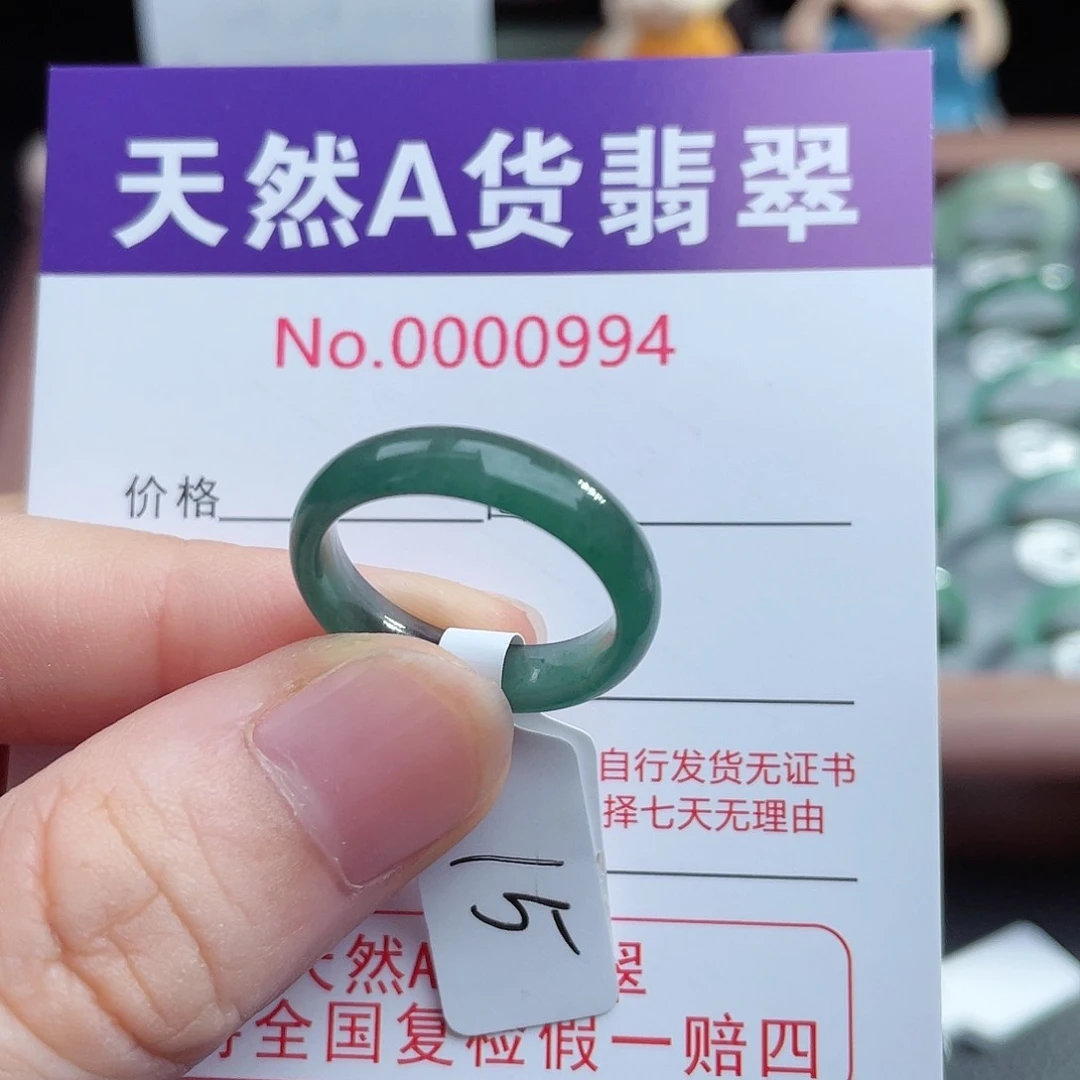 天然A货翡翠
No.0000994
价格
自行发货无证书
择七天无理由
15
然A 翠
全国复检假一赔四